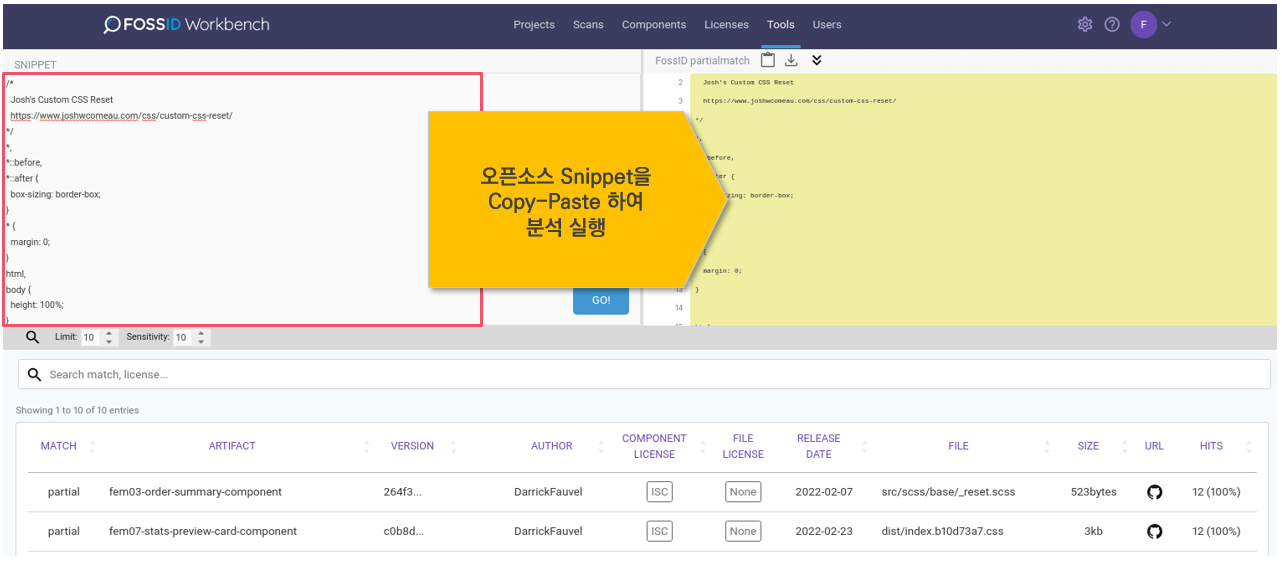 FOSSID Workbench
Projects Scans Components Licenses Tools Users
F
SNIPPET
/*
Josh's Custom CSS Reset
https://www.joshwcomeau.com/css/custom-css-reset/
*/
*,
*::before,
*::after {
box-sizing: border-box;
}
* {
margin: 0;
}
html,
body {
height: 100%;
}
GO!
오픈소스 Snippet을
Copy-Paste 하여
분석 실행
FossID partialmatch
2 Josh's Custom CSS Reset
3 https://www.joshwcomeau.com/css/custom-css-reset/
*/
before,
er {
zing: border-box;
{
margin: 0;
13 }
14
Limit: 10 Sensitivity: 10
Search match, license...
Showing 1 to 10 of 10 entries
MATCH ARTIFACT VERSION AUTHOR COMPONENT LICENSE FILE LICENSE RELEASE DATE FILE SIZE URL HITS
partial fem03-order-summary-component 264f3... DarrickFauvel ISC None 2022-02-07 src/scss/base/_reset.scss 523bytes 12 (100%)
partial fem07-stats-preview-card-component c0b8d... DarrickFauvel ISC None 2022-02-23 dist/index.b10d73a7.css 3kb 12 (100%)